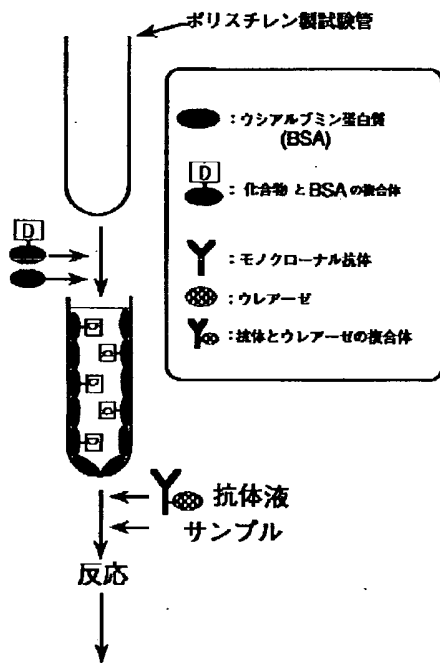 ポリスチレン製試験管
：ウシアルブミン蛋白質
(BSA)
D
：化合物とBSAの複合体
：モノクローナル抗体
：ウレアーゼ
：抗体とウレアーゼの複合体
D
抗体液
サンプル
反応